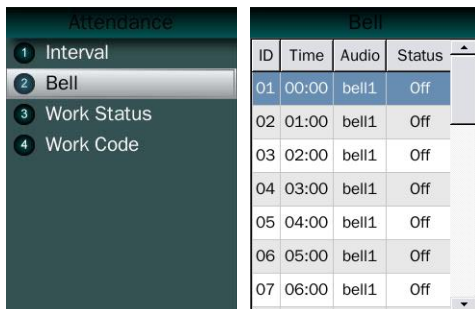 Attendance
1 Interval
2 Bell
3 Work Status
4 Work Code
Bell
ID Time Audio Status
01 00:00 bell1 Off
02 01:00 bell1 Off
03 02:00 bell1 Off
04 03:00 bell1 Off
05 04:00 bell1 Off
06 05:00 bell1 Off
07 06:00 bell1 Off